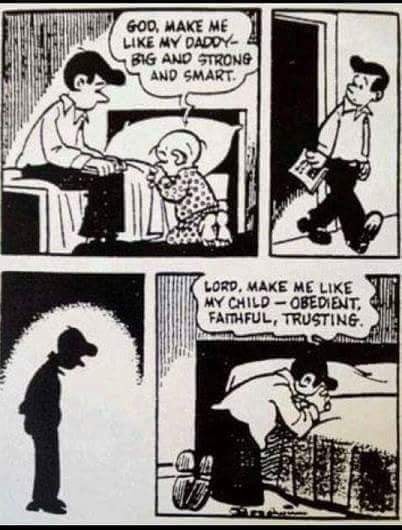 GOD, MAKE ME
LIKE MY DADDY-
BIG AND STRONG
AND SMART.
LORD, MAKE ME LIKE
MY CHILD — OBEDIENT,
FAITHFUL, TRUSTING.